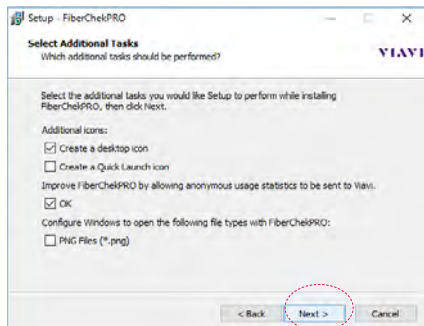 Setup - FiberChekPRO
Select Additional Tasks
Which additional tasks should be performed?
VIAVI
Select the additional tasks you would like Setup to perform while installing
FiberChekPRO, then click Next.
Additional icons:
Create a desktop icon
Create a Quick Launch icon
Improve FiberChekPRO by allowing anonymous usage statistics to be sent to Viavi.
OK
Configure Windows to open the following file types with FiberChekPRO:
PNG Files (*.png)
< Back
Next >
Cancel